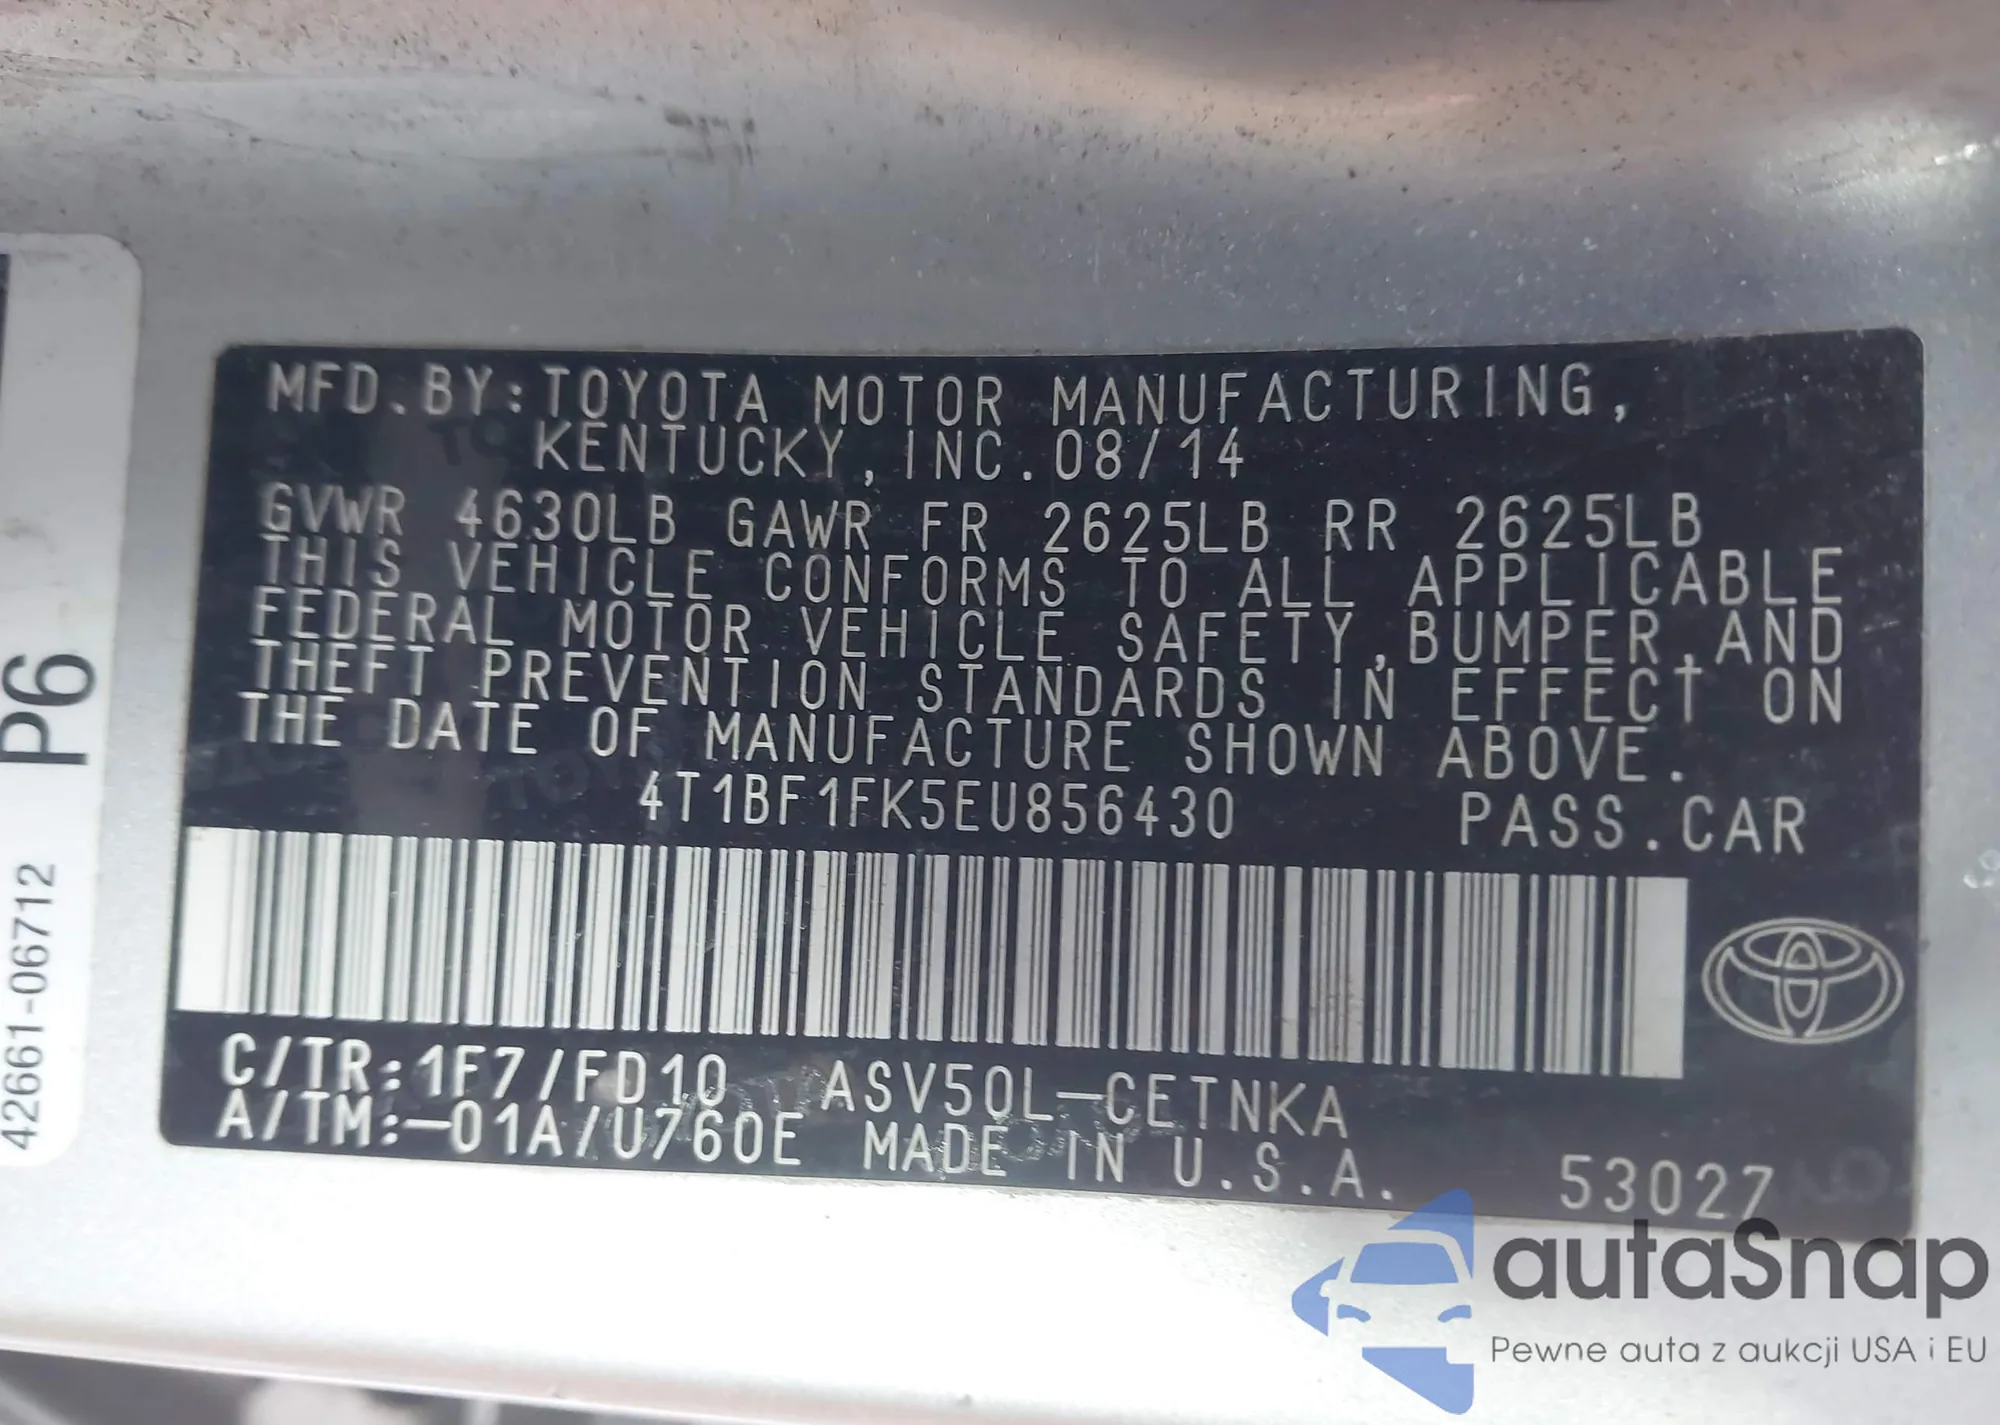 MFD.BY:TOYOTA MOTOR MANUFACTURING,
KENTUCKY,INC.08/14
GVWR 4630LB GAWR FR 2625LB RR 2625LB
THIS VEHICLE CONFORMS TO ALL APPLICABLE
FEDERAL MOTOR VEHICLE SAFETY,BUMPER,AND
THEFT PREVENTION STANDARDS IN EFFECT ON
THE DATE OF MANUFACTURE SHOWN ABOVE.
4T1BF1FK5EU856430 PASS.CAR
C/TR:1F7/FD10 ASV50L-CETNKA
A/TM:-01A/U760E MADE IN U.S.A.
53027
42661-06712 P6
autaSnap
Pewne auta z aukcji USA i EU